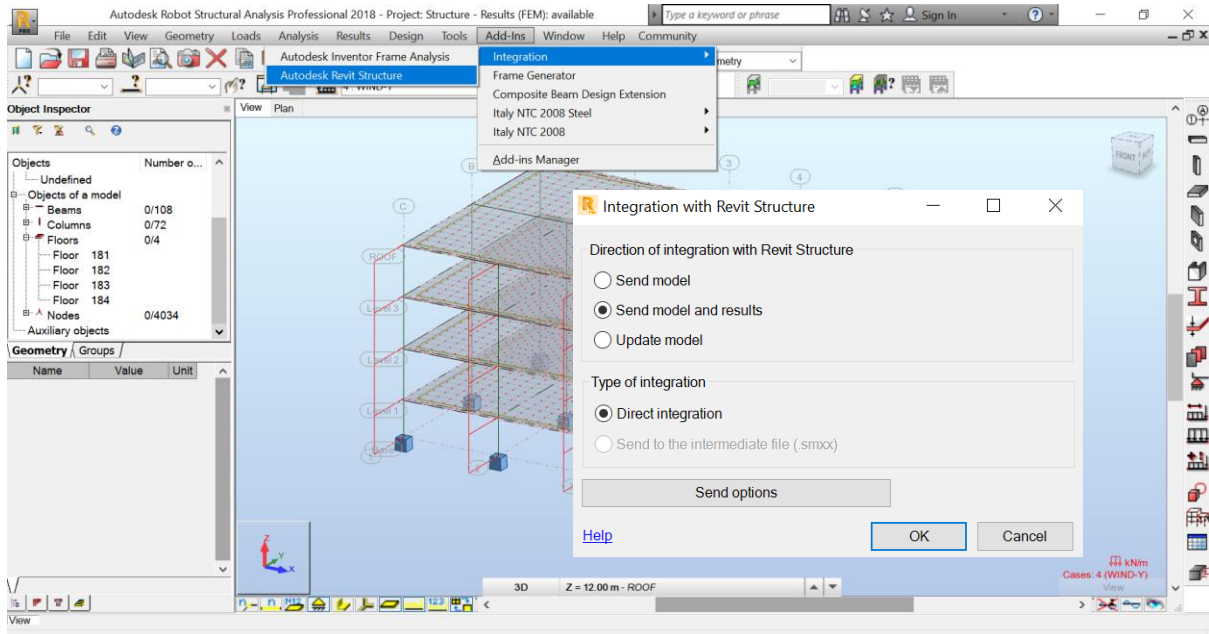 Autodesk Robot Structural Analysis Professional 2018 - Project: Structure - Results (FEM): available
Type a keyword or phrase
Sign In
PRO
File Edit View Geometry Loads Analysis Results Design Tools Add-Ins Window Help Community
Autodesk Inventor Frame Analysis
Autodesk Revit Structure
Integration
Frame Generator
Composite Beam Design Extension
Italy NTC 2008 Steel
Italy NTC 2008
Add-ins Manager
metry
4 : WIND-Y
Object Inspector
View Plan
Objects Number o...
Undefined
Objects of a model
Beams 0/108
Columns 0/72
Floors 0/4
Floor 181
Floor 182
Floor 183
Floor 184
Nodes 0/4034
Auxiliary objects
Geometry Groups
Name Value Unit
B
C
3
4
ROOF
Level 3
Level 2
Level 1
FRONT
Integration with Revit Structure
Direction of integration with Revit Structure
Send model
Send model and results
Update model
Type of integration
Direct integration
Send to the intermediate file (.smxx)
Send options
Help
OK
Cancel
Z
Y
X
3D
Z = 12.00 m - ROOF
kN/m
Cases: 4 (WIND-Y)
View
View